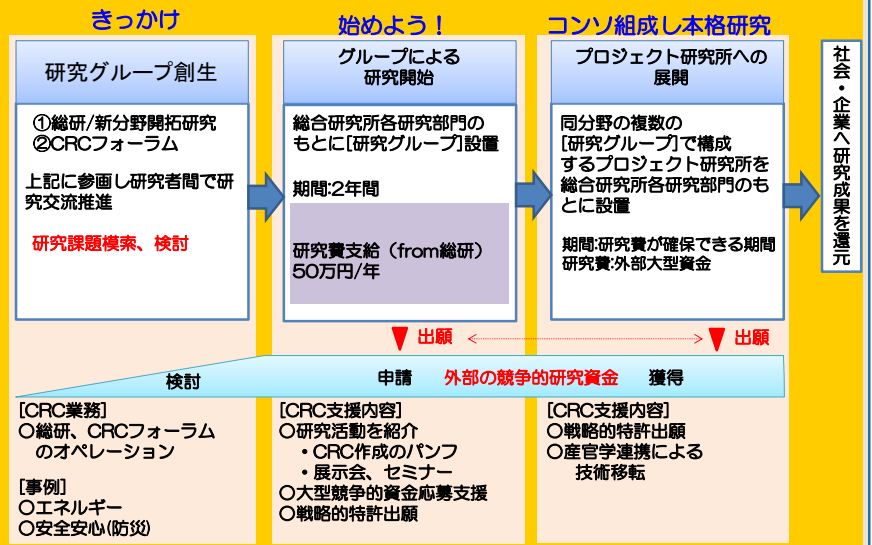 きっかけ
研究グループ創生
①総研/新分野開拓研究
②CRCフォーラム
上記に参画し研究者間で研
究交流推進
研究課題模索、検討
始めよう！
グループによる
研究開始
総合研究所各研究部門の
もとに[研究グループ]設置
期間:2年間
研究費支給（from総研）
50万円/年
コンソ組成し本格研究
プロジェクト研究所への
展開
同分野の複数の
[研究グループ]で構成
するプロジェクト研究所を
総合研究所各研究部門のも
とに設置
期間:研究費が確保できる期間
研究費:外部大型資金
社会・企業へ研究成果を還元
出願
出願
検討
申請 外部の競争的研究資金 獲得
[CRC業務]
○総研、CRCフォーラム
のオペレーション
[事例]
○エネルギー
○安全安心(防災)
[CRC支援内容]
○研究活動を紹介
・CRC作成のパンフ
・展示会、セミナー
○大型競争的資金応募支援
○戦略的特許出願
[CRC支援内容]
○戦略的特許出願
○産官学連携による
技術移転